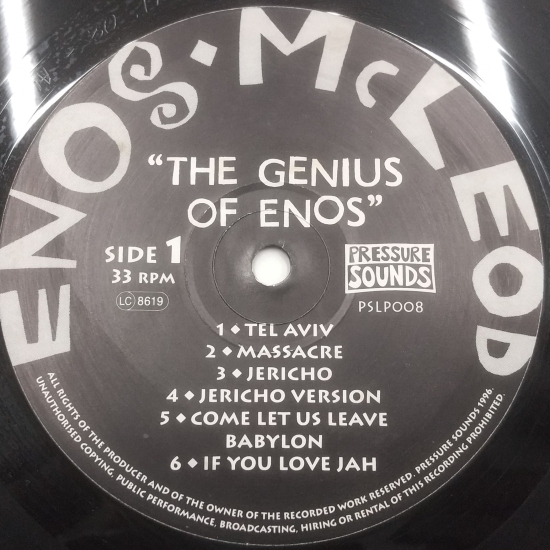 ENOS · McLEOD
“THE GENIUS
OF ENOS”
SIDE 1
33 RPM
LC 8619
PRESSURE
SOUNDS
PSLP008
1 ◆ TEL AVIV
2 ◆ MASSACRE
3 ◆ JERICHO
4 ◆ JERICHO VERSION
5 ◆ COME LET US LEAVE
BABYLON
6 ◆ IF YOU LOVE JAH
ALL RIGHTS OF THE PRODUCER AND OF THE OWNER OF THE RECORDED WORK RESERVED. PRESSURE SOUNDS 1996.
UNAUTHORISED COPYING, PUBLIC PERFORMANCE, BROADCASTING, HIRING OR RENTAL OF THIS RECORDING PROHIBITED.